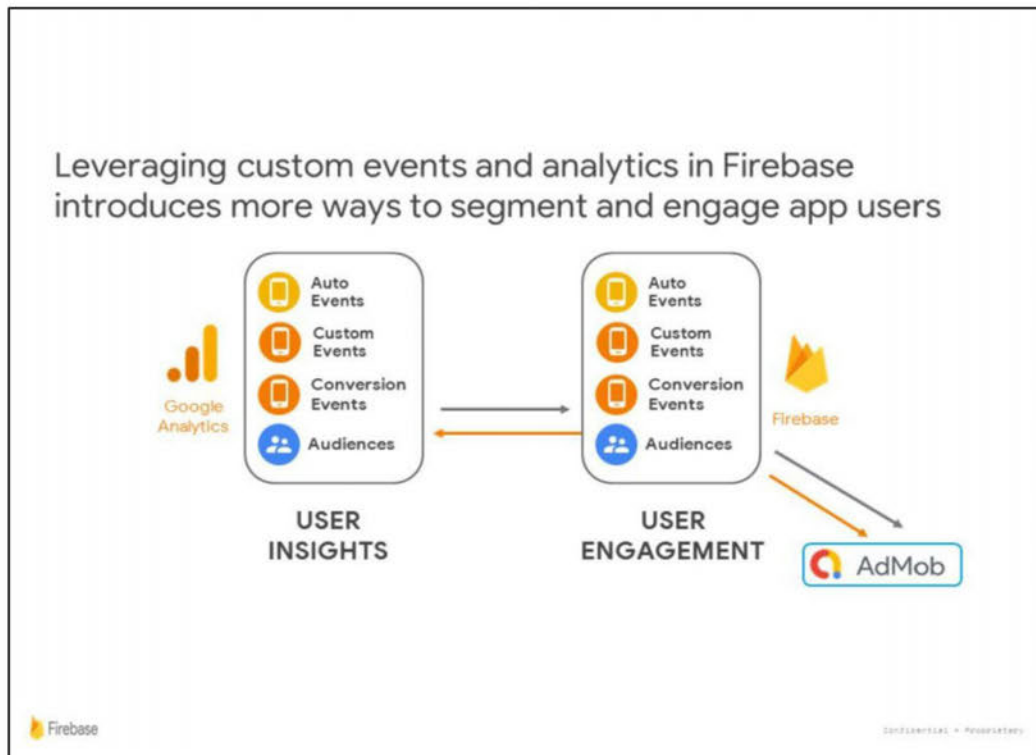 Leveraging custom events and analytics in Firebase
introduces more ways to segment and engage app users
Auto
Events
Custom
Events
Conversion
Events
Audiences
Google
Analytics
USER
INSIGHTS
Auto
Events
Custom
Events
Conversion
Events
Audiences
Firebase
USER
ENGAGEMENT
AdMob
Firebase
Confidential + Proprietary